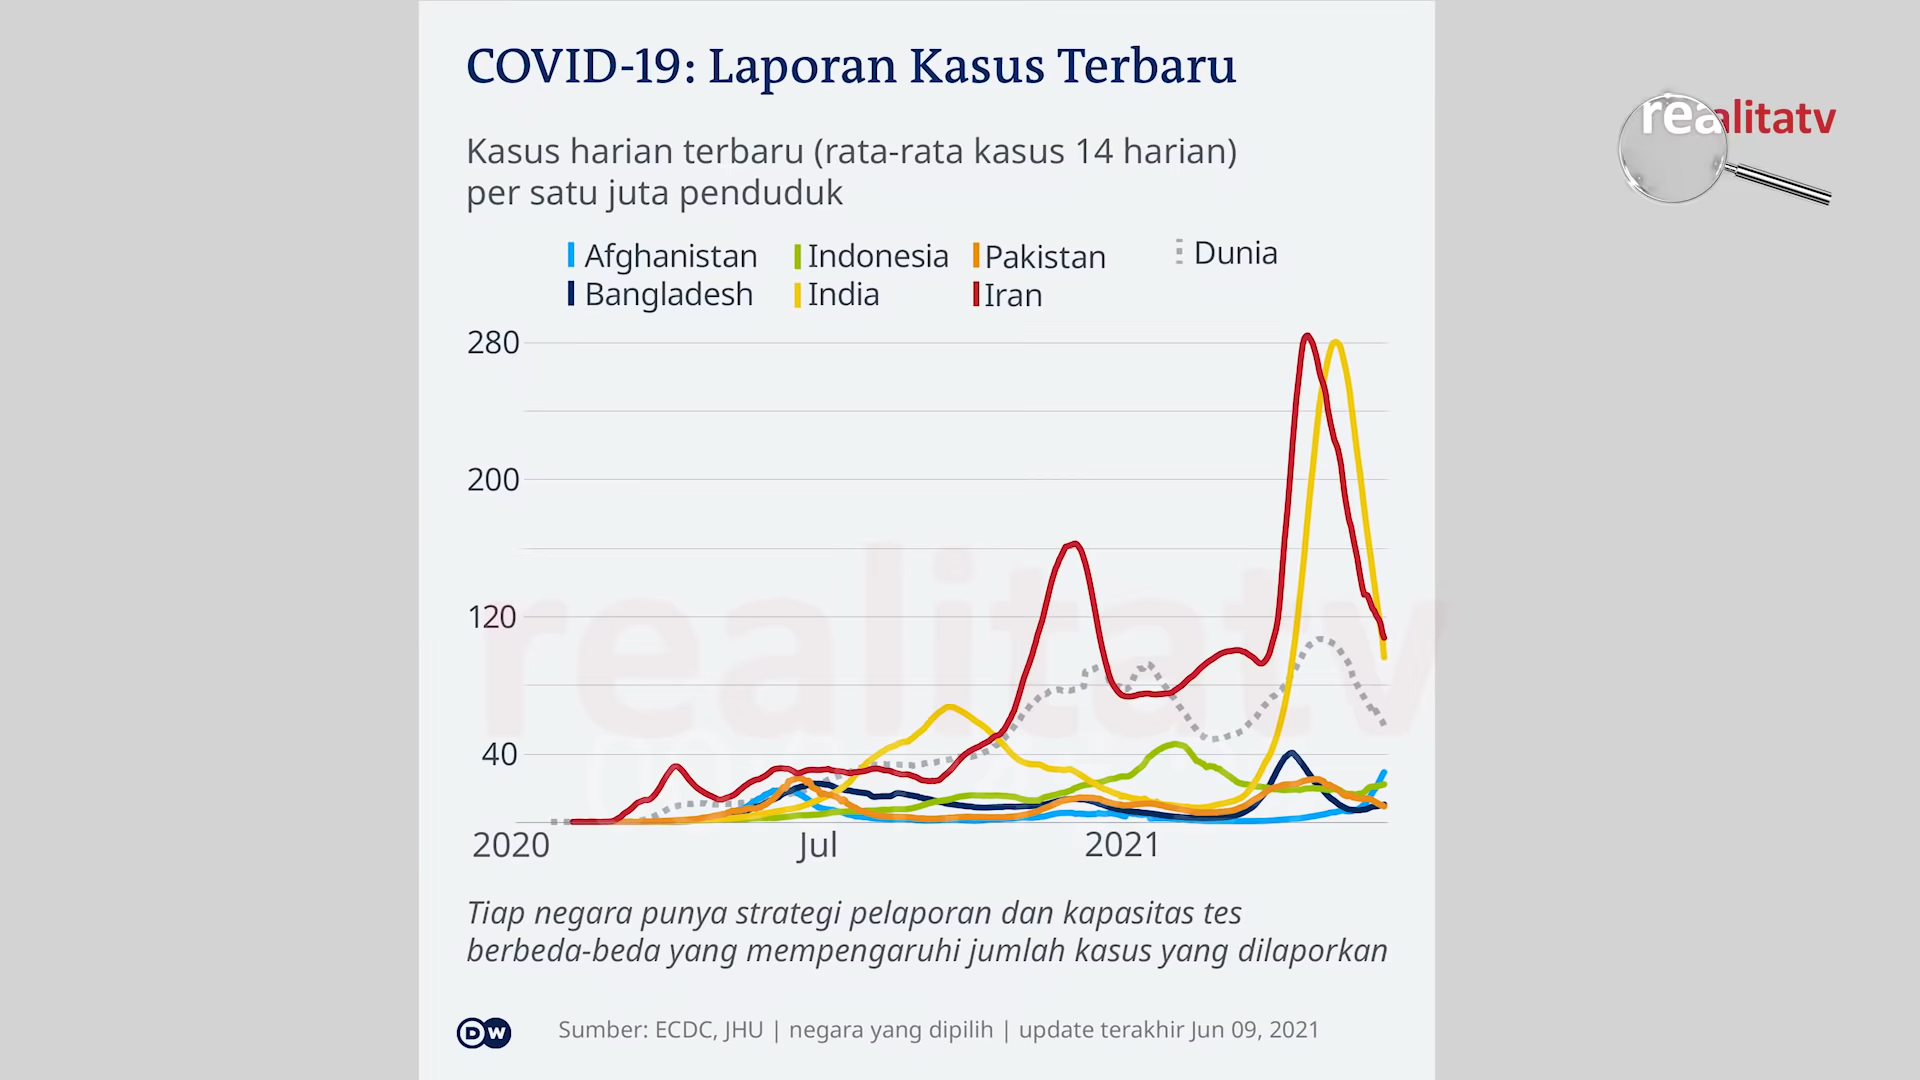 COVID-19: Laporan Kasus Terbaru
realitatv
Kasus harian terbaru (rata-rata kasus 14 harian)
per satu juta penduduk
Afghanistan Indonesia Pakistan Dunia
Bangladesh India Iran
280
200
120
realitatv
40
2020 Jul 2021
Tiap negara punya strategi pelaporan dan kapasitas tes
berbeda-beda yang mempengaruhi jumlah kasus yang dilaporkan
DW Sumber: ECDC, JHU | negara yang dipilih | update terakhir Jun 09, 2021